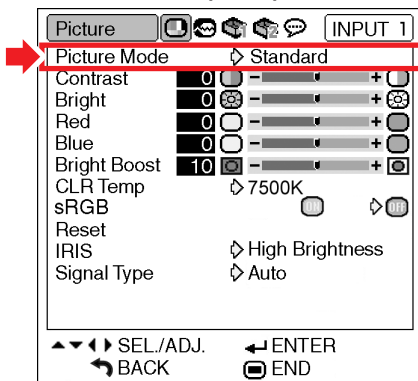 Picture INPUT 1
Picture Mode Standard
Contrast 0 - +
Bright 0 - +
Red 0 - +
Blue 0 - +
Bright Boost 10 - +
CLR Temp 7500K
sRGB ON OFF
Reset
IRIS High Brightness
Signal Type Auto
SEL./ADJ. ENTER
BACK END